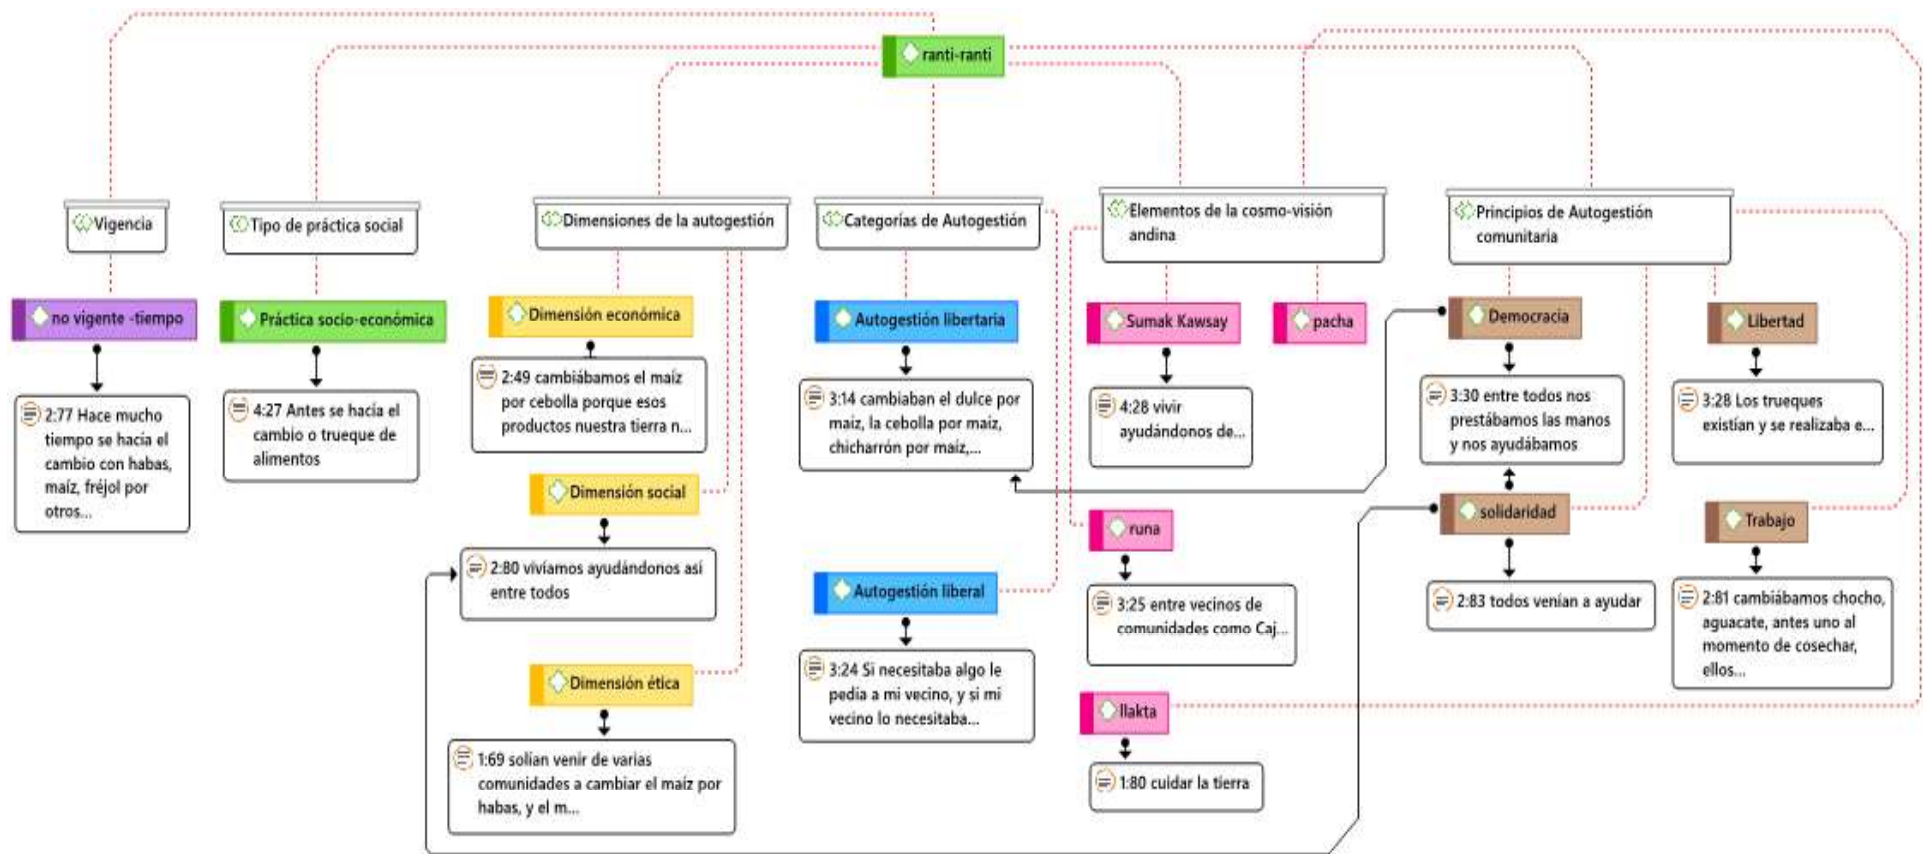 ranti-ranti
Vigencia
Tipo de práctica social
Dimensiones de la autogestión
Categorías de Autogestión
Elementos de la cosmo-visión
andina
Principios de Autogestión
comunitaria
no vigente -tiempo
2:77 Hace mucho
tiempo se hacía el
cambio con habas,
maíz, fréjol por
otros...
Práctica socio-económica
4:27 Antes se hacía el
cambio o trueque de
alimentos
Dimensión económica
2:49 cambiábamos el maíz
por cebolla porque esos
productos nuestra tierra n...
Dimensión social
2:80 vivíamos ayudándonos así
entre todos
Dimensión ética
1:69 solían venir de varias
comunidades a cambiar el maíz por
habas, y el m...
Autogestión libertaria
3:14 cambiaban el dulce por
maiz, la cebolla por maiz,
chicharrón por maíz,...
Autogestión liberal
3:24 Si necesitaba algo le
pedía a mi vecino, y si mi
vecino lo necesitaba...
Sumak Kawsay
4:28 vivir
ayudándonos de...
pacha
runa
3:25 entre vecinos de
comunidades como Caj...
llakta
1:80 cuidar la tierra
Democracia
3:30 entre todos nos
prestábamos las manos
y nos ayudábamos
solidaridad
2:83 todos venían a ayudar
Libertad
3:28 Los trueques
existían y se realizaba e...
Trabajo
2:81 cambiábamos chocho,
aguacate, antes uno al
momento de cosechar,
ellos...